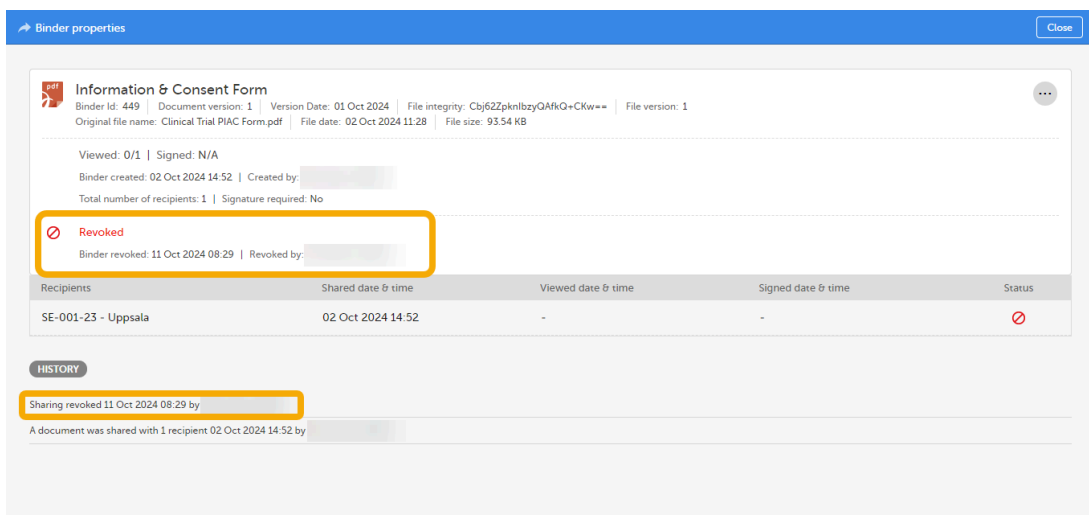 Binder properties
Close
pdf
Information & Consent Form
Binder Id: 449 | Document version: 1 | Version Date: 01 Oct 2024 | File integrity: Cbj62ZpknIbzyQAfkQ+CKw== | File version: 1
Original file name: Clinical Trial PIAC Form.pdf | File date: 02 Oct 2024 11:28 | File size: 93.54 KB
Viewed: 0/1 | Signed: N/A
Binder created: 02 Oct 2024 14:52 | Created by:
Total number of recipients: 1 | Signature required: No
Revoked
Binder revoked: 11 Oct 2024 08:29 | Revoked by:
Recipients Shared date & time Viewed date & time Signed date & time Status
SE-001-23 - Uppsala 02 Oct 2024 14:52 - -
HISTORY
Sharing revoked 11 Oct 2024 08:29 by
A document was shared with 1 recipient 02 Oct 2024 14:52 by